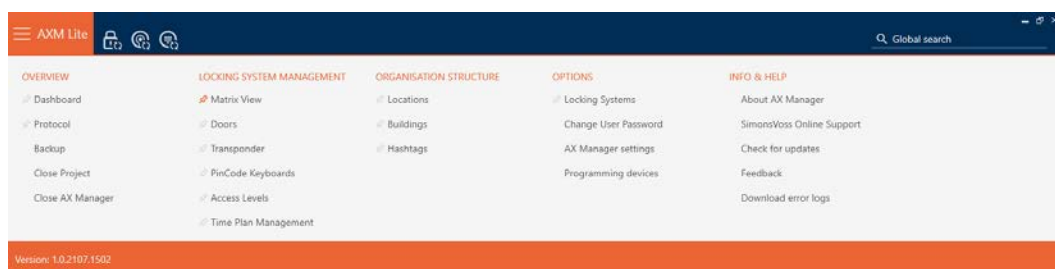 AXM Lite
Global search
OVERVIEW
Dashboard
Protocol
Backup
Close Project
Close AX Manager
LOCKING SYSTEM MANAGEMENT
Matrix View
Doors
Transponder
PinCode Keyboards
Access Levels
Time Plan Management
ORGANISATION STRUCTURE
Locations
Buildings
Hashtags
OPTIONS
Locking Systems
Change User Password
AX Manager settings
Programming devices
INFO & HELP
About AX Manager
SimonsVoss Online Support
Check for updates
Feedback
Download error logs
Version: 1.0.2107.1502